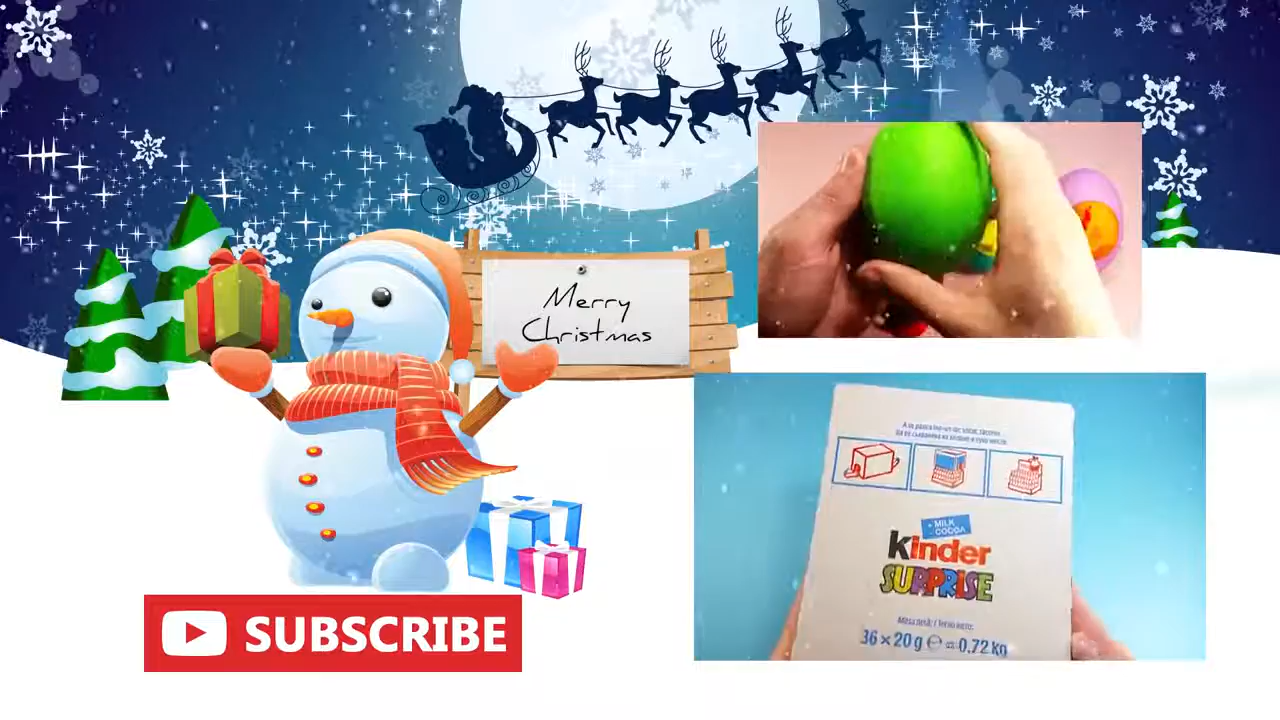 Merry
Christmas
MILK
COCOA
kinder
SURPRISE
36 x 20 g e = 0,72 kg
SUBSCRIBE